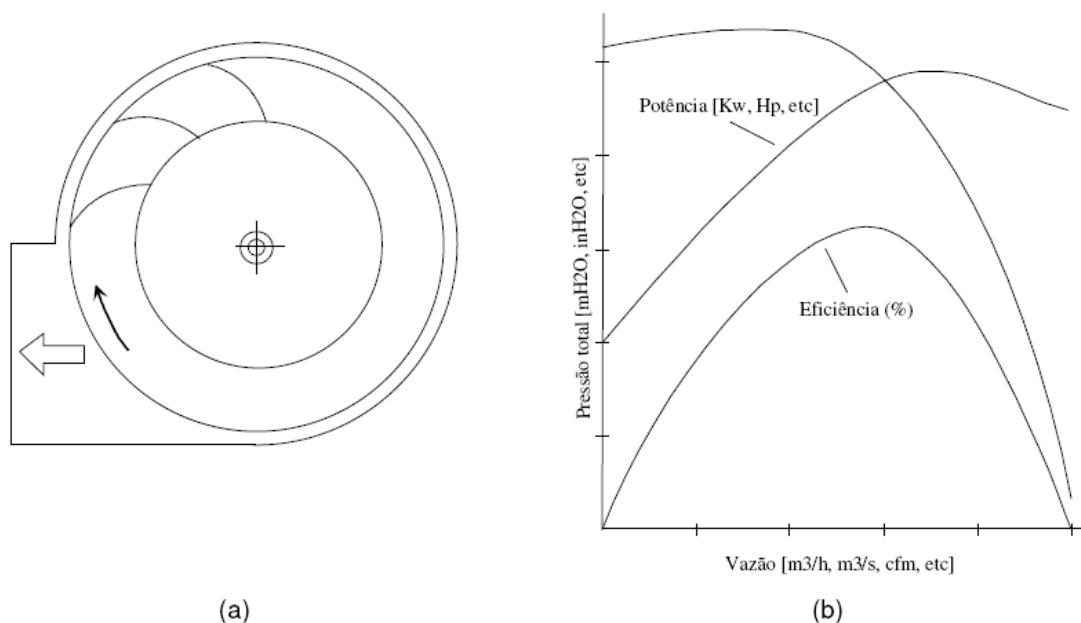 Potência [Kw, Hp, etc]
Eficiência (%)
Pressão total [mH2O, inH2O, etc]
Vazão [m3/h, m3/s, cfm, etc]
(a)
(b)